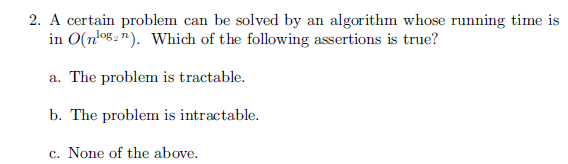 2. A certain problem can be solved by an algorithm whose running time is
in O(n^{log₂ n}). Which of the following assertions is true?
a. The problem is tractable.
b. The problem is intractable.
c. None of the above.